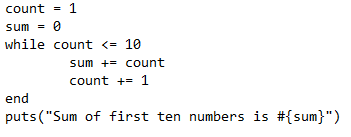 count = 1
sum = 0
while count <= 10
        sum += count
        count += 1
end
puts("Sum of first ten numbers is #{sum}")